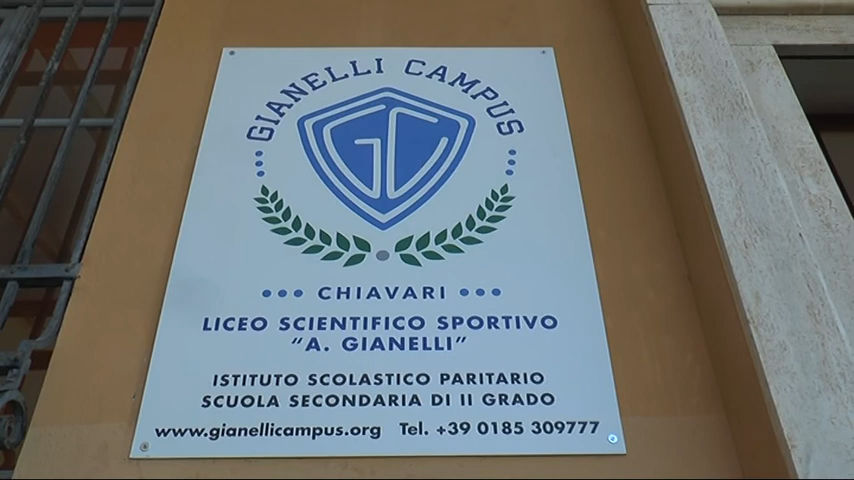 GIANELLI CAMPUS
GC
CHIAVARI
LICEO SCIENTIFICO SPORTIVO
"A. GIANELLI"
ISTITUTO SCOLASTICO PARITARIO
SCUOLA SECONDARIA DI II GRADO
www.gianellicampus.org Tel. +39 0185 309777